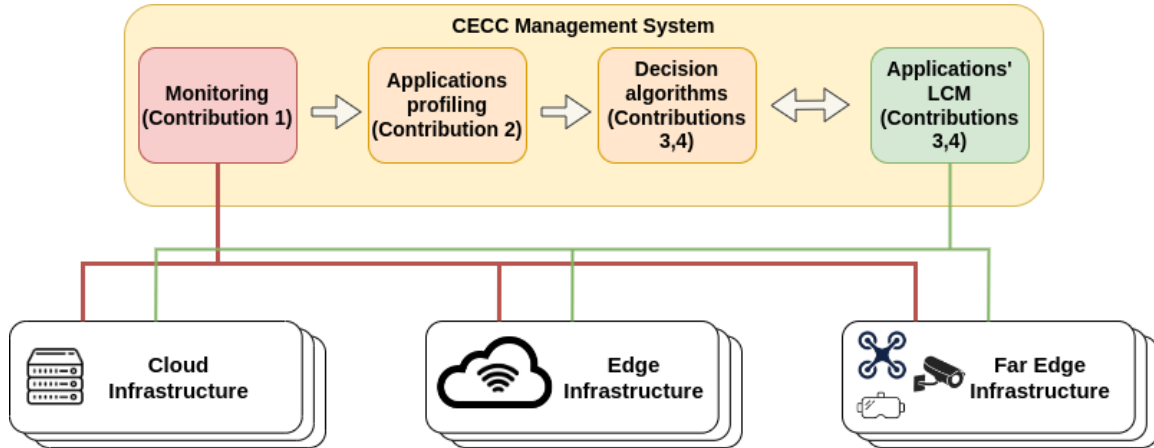 CECC Management System
Monitoring
(Contribution 1)
Applications
profiling
(Contribution 2)
Decision
algorithms
(Contributions
3,4)
Applications'
LCM
(Contributions
3,4)
Cloud
Infrastructure
Edge
Infrastructure
Far Edge
Infrastructure